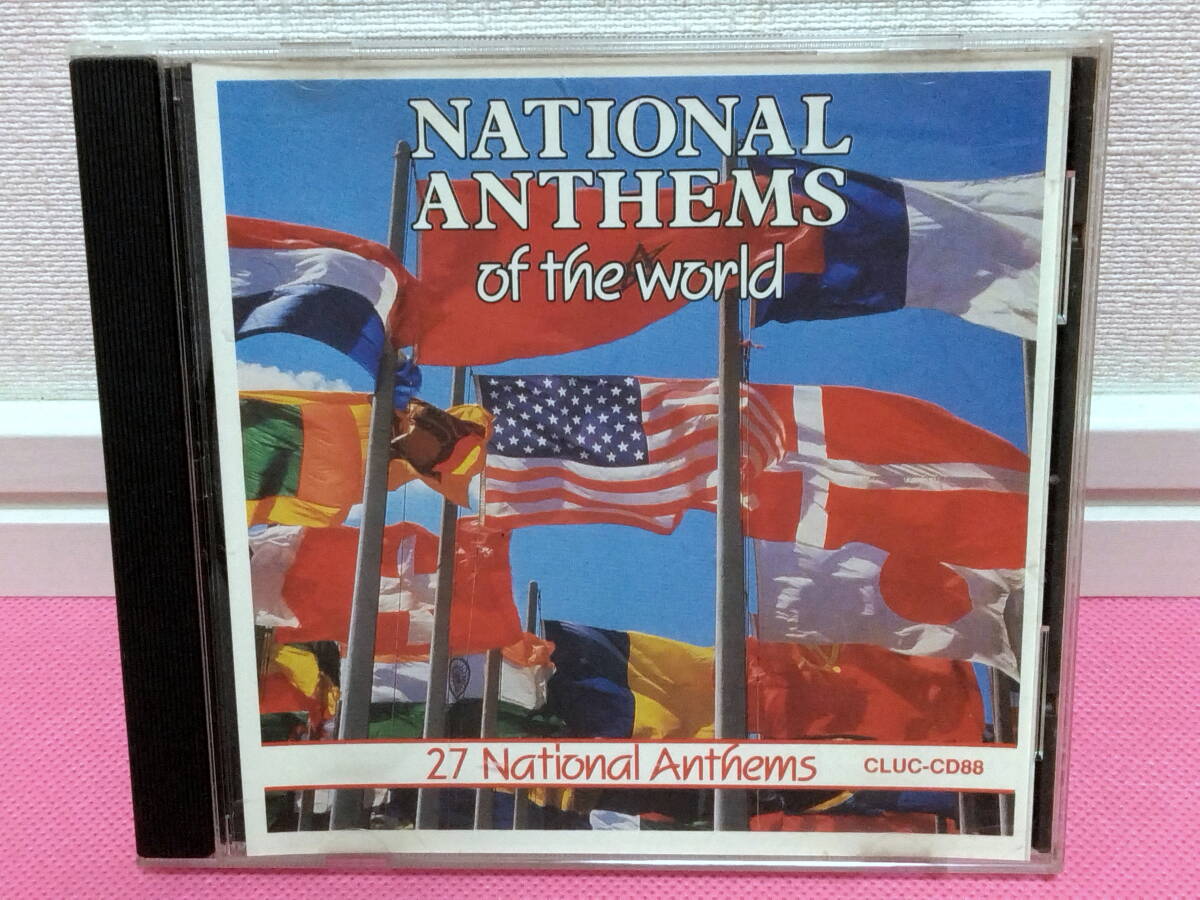 NATIONAL
ANTHEMS
of the world
27 National Anthems CLUC-CD88